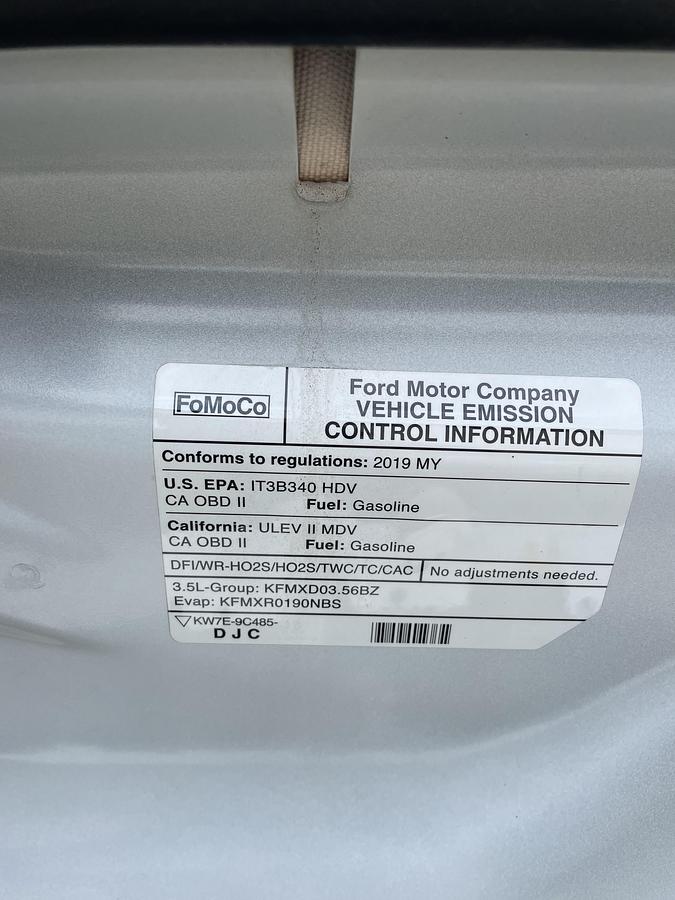 FoMoCo
Ford Motor Company
VEHICLE EMISSION
CONTROL INFORMATION
Conforms to regulations: 2019 MY
U.S. EPA: IT3B340 HDV
CA OBD II Fuel: Gasoline
California: ULEV II MDV
CA OBD II Fuel: Gasoline
DFI/WR-HO2S/HO2S/TWC/TC/CAC No adjustments needed.
3.5L-Group: KFMXD03.56BZ
Evap: KFMXR0190NBS
KW7E-9C485-
D J C